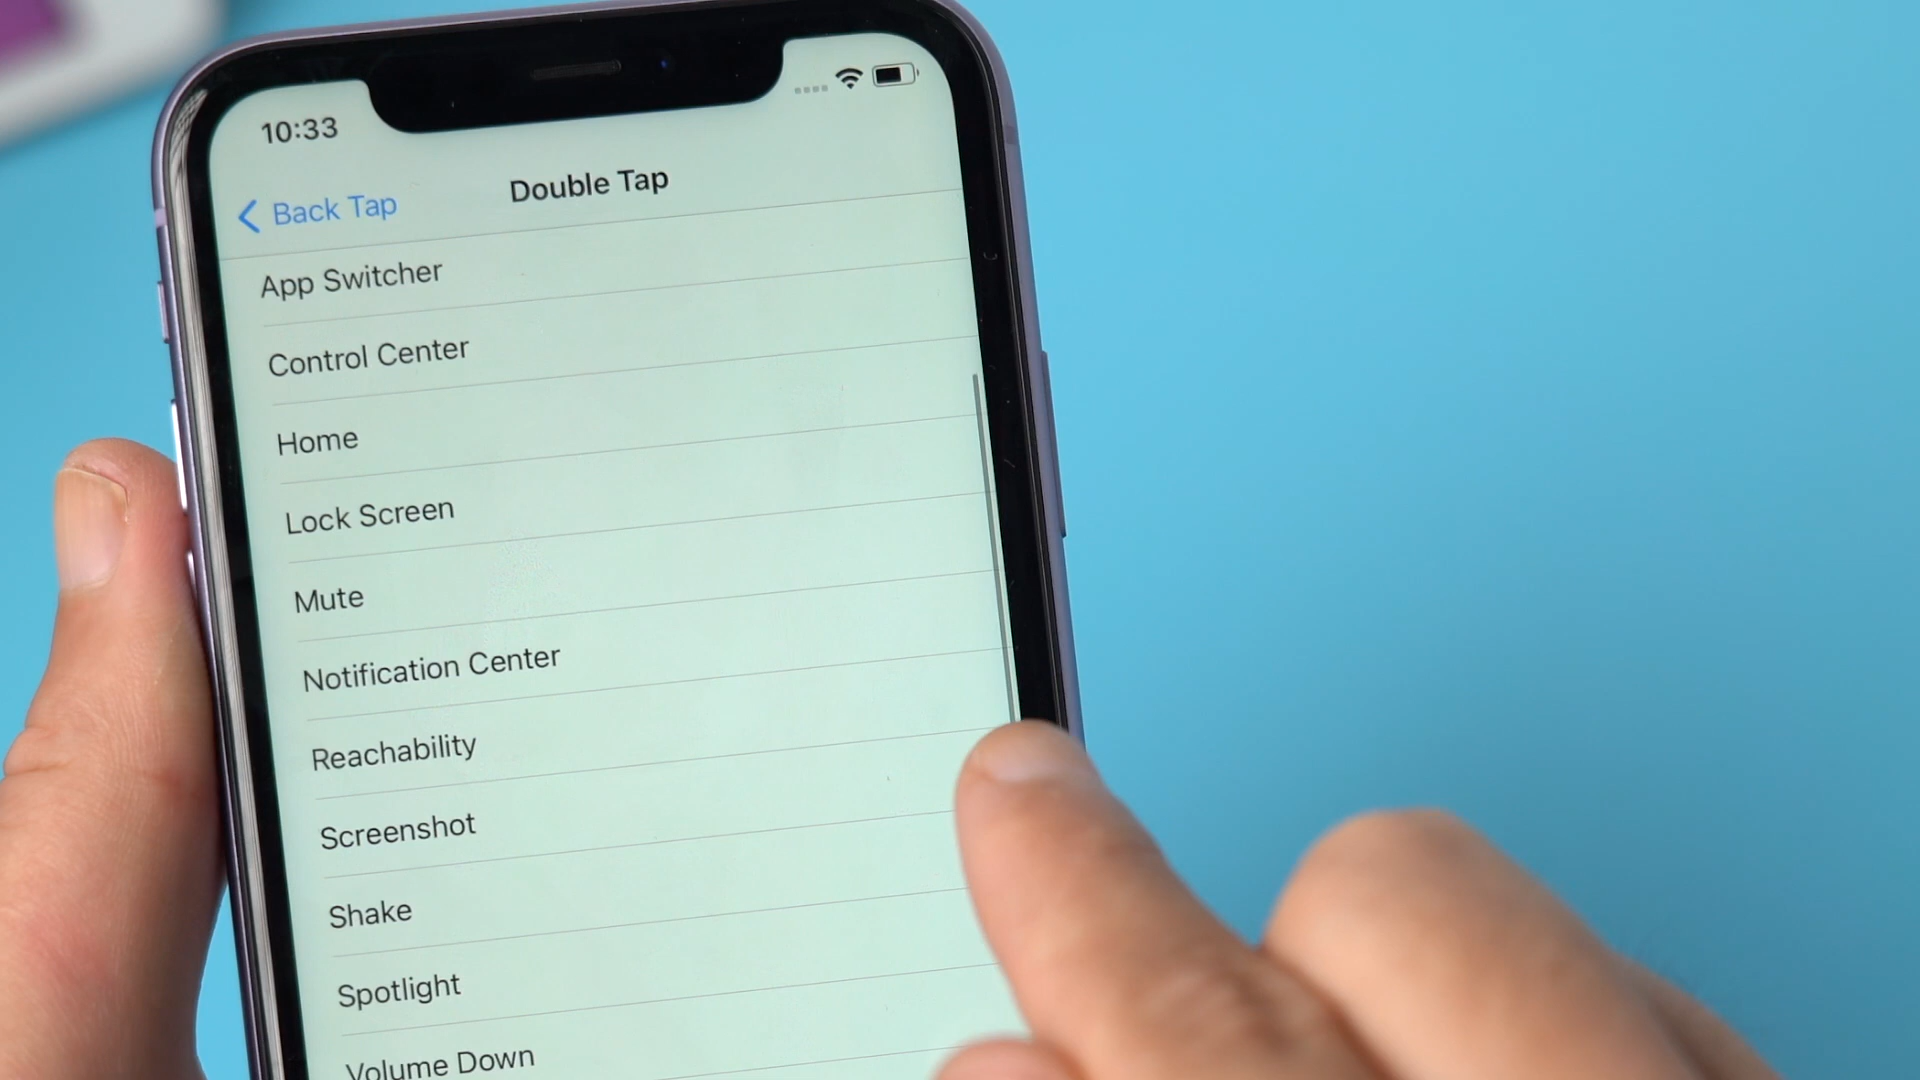 10:33
Back Tap
Double Tap
App Switcher
Control Center
Home
Lock Screen
Mute
Notification Center
Reachability
Screenshot
Shake
Spotlight
Volume Down